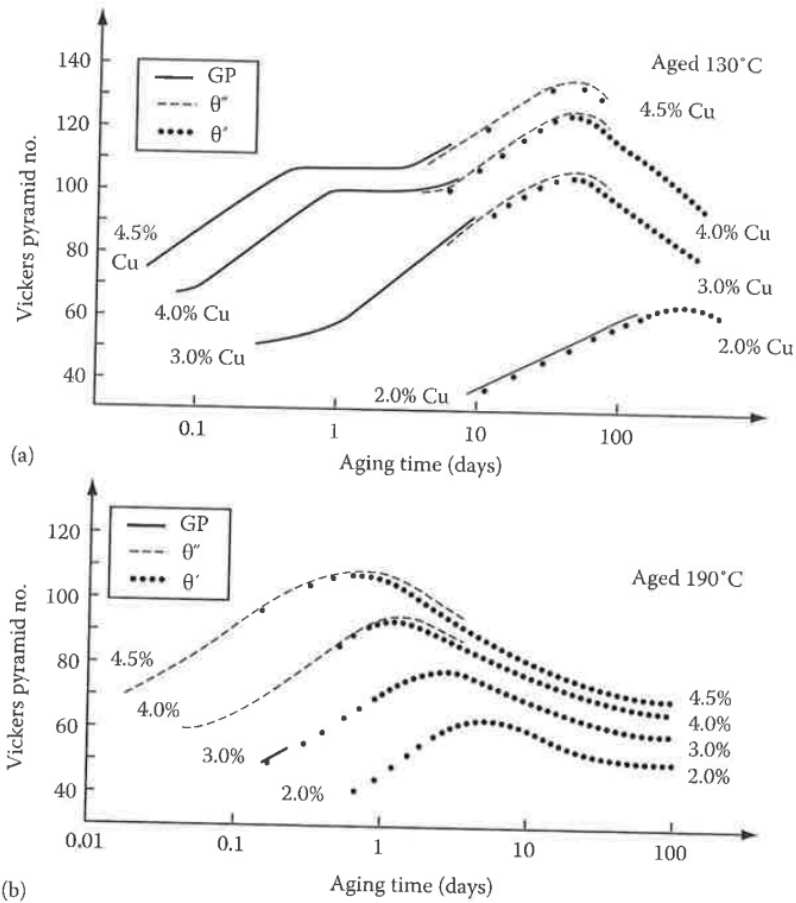 140
120
100
80
60
40
Vickers pyramid no.
GP
θ″
θ′
Aged 130°C
4.5% Cu
4.5%
Cu
4.0% Cu
3.0% Cu
2.0% Cu
4.0% Cu
3.0% Cu
2.0% Cu
0.1
1
10
100
(a)
Aging time (days)
120
100
80
60
40
Vickers pyramid no.
GP
θ″
θ′
Aged 190°C
4.5%
4.0%
3.0%
2.0%
4.5%
4.0%
3.0%
2.0%
0.01
0.1
1
10
100
(b)
Aging time (days)